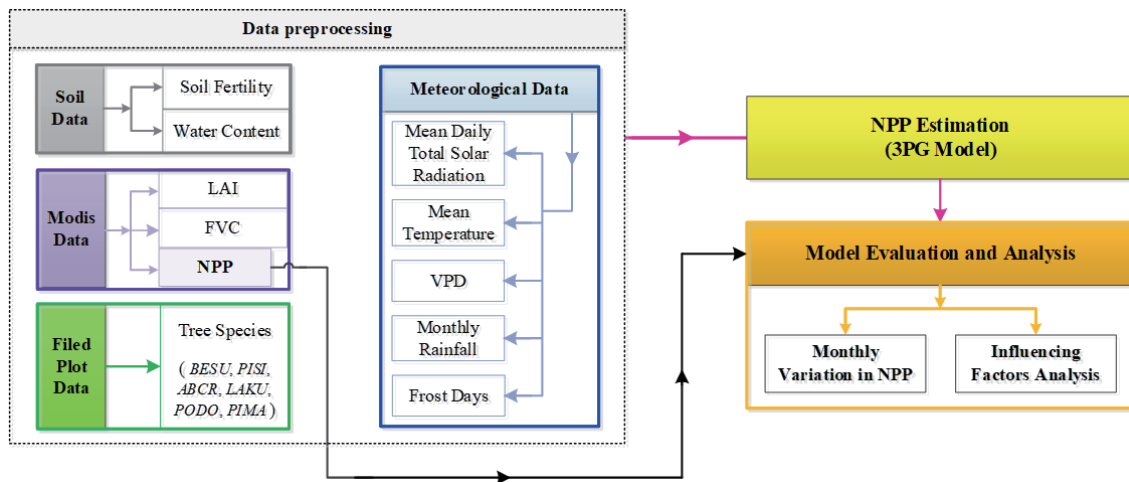 Data preprocessing
Soil
Data
Soil Fertility
Water Content
Modis
Data
LAI
FVC
NPP
Filed
Plot
Data
Tree Species
( BESU, PISI,
ABCR, LAKU,
PODO, PIMA )
Meteorological Data
Mean Daily
Total Solar
Radiation
Mean
Temperature
VPD
Monthly
Rainfall
Frost Days
NPP Estimation
(3PG Model)
Model Evaluation and Analysis
Monthly
Variation in NPP
Influencing
Factors Analysis